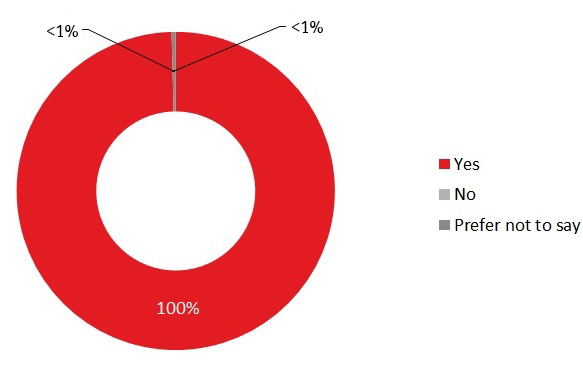 <1%
<1%
Yes
No
Prefer not to say
100%